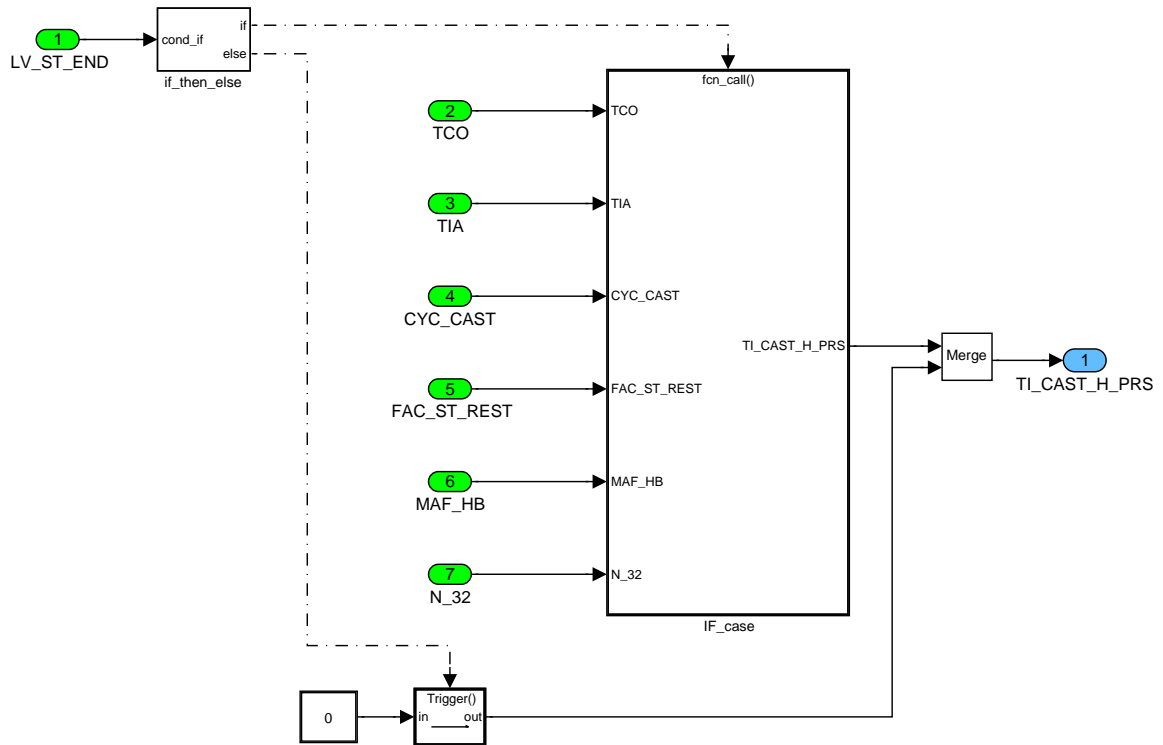 1
LV_ST_END
cond_if
if
else
if_then_else
fcn_call()
2
TCO
TCO
3
TIA
TIA
4
CYC_CAST
CYC_CAST
TI_CAST_H_PRS
Merge
1
TI_CAST_H_PRS
5
FAC_ST_REST
FAC_ST_REST
6
MAF_HB
MAF_HB
7
N_32
N_32
IF_case
0
Trigger()
in
out